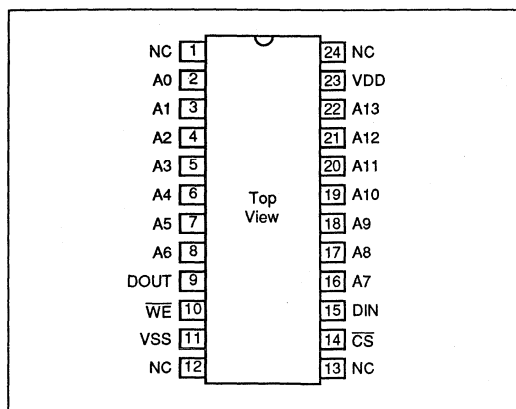 NC 1 24 NC
A0 2 23 VDD
A1 3 22 A13
A2 4 21 A12
A3 5 20 A11
A4 6 19 A10
Top
View
A5 7 18 A9
A6 8 17 A8
DOUT 9 16 A7
W̅E̅ 10 15 DIN
VSS 11 14 C̅S̅
NC 12 13 NC